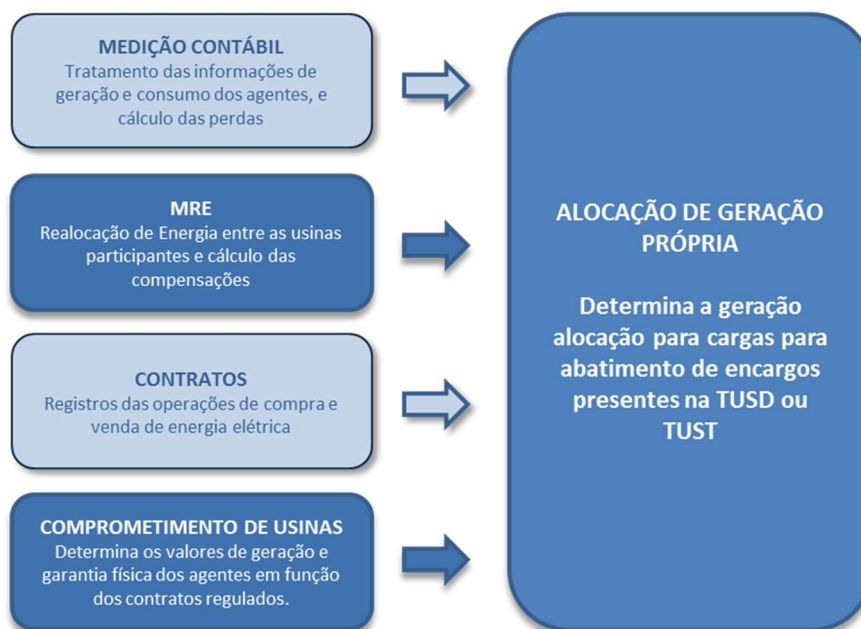 MEDIÇÃO CONTÁBIL
Tratamento das informações de
geração e consumo dos agentes, e
cálculo das perdas
MRE
Realocação de Energia entre as usinas
participantes e cálculo das
compensações
CONTRATOS
Registros das operações de compra e
venda de energia elétrica
COMPROMETIMENTO DE USINAS
Determina os valores de geração e
garantia física dos agentes em função
dos contratos regulados.
ALOCAÇÃO DE GERAÇÃO
PRÓPRIA
Determina a geração
alocação para cargas para
abatimento de encargos
presentes na TUSD ou
TUST